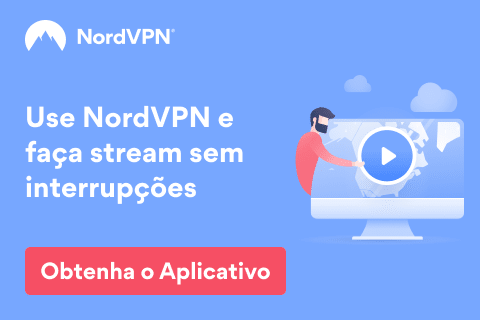 NordVPN®
Use NordVPN e
faça stream sem
interrupções
Obtenha o Aplicativo